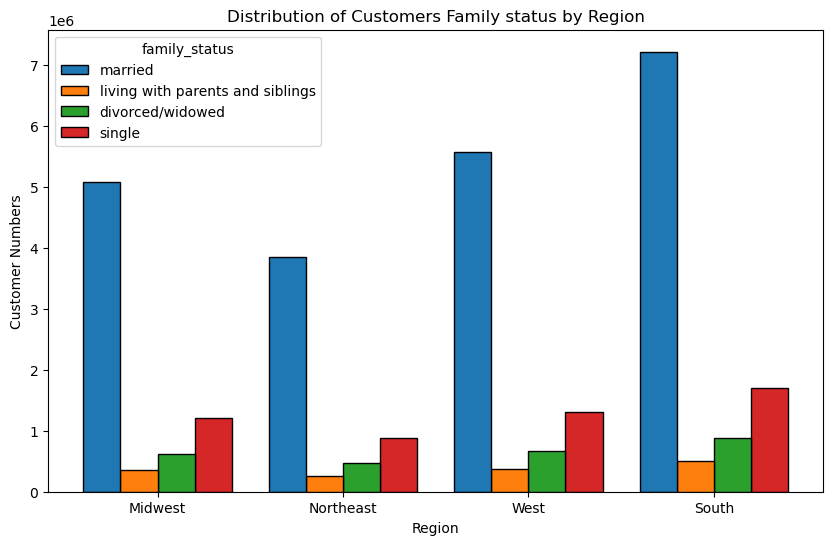 Distribution of Customers Family status by Region
1e6
family_status
married
living with parents and siblings
divorced/widowed
single
7
6
5
4
3
2
1
0
Customer Numbers
Midwest
Northeast
West
South
Region